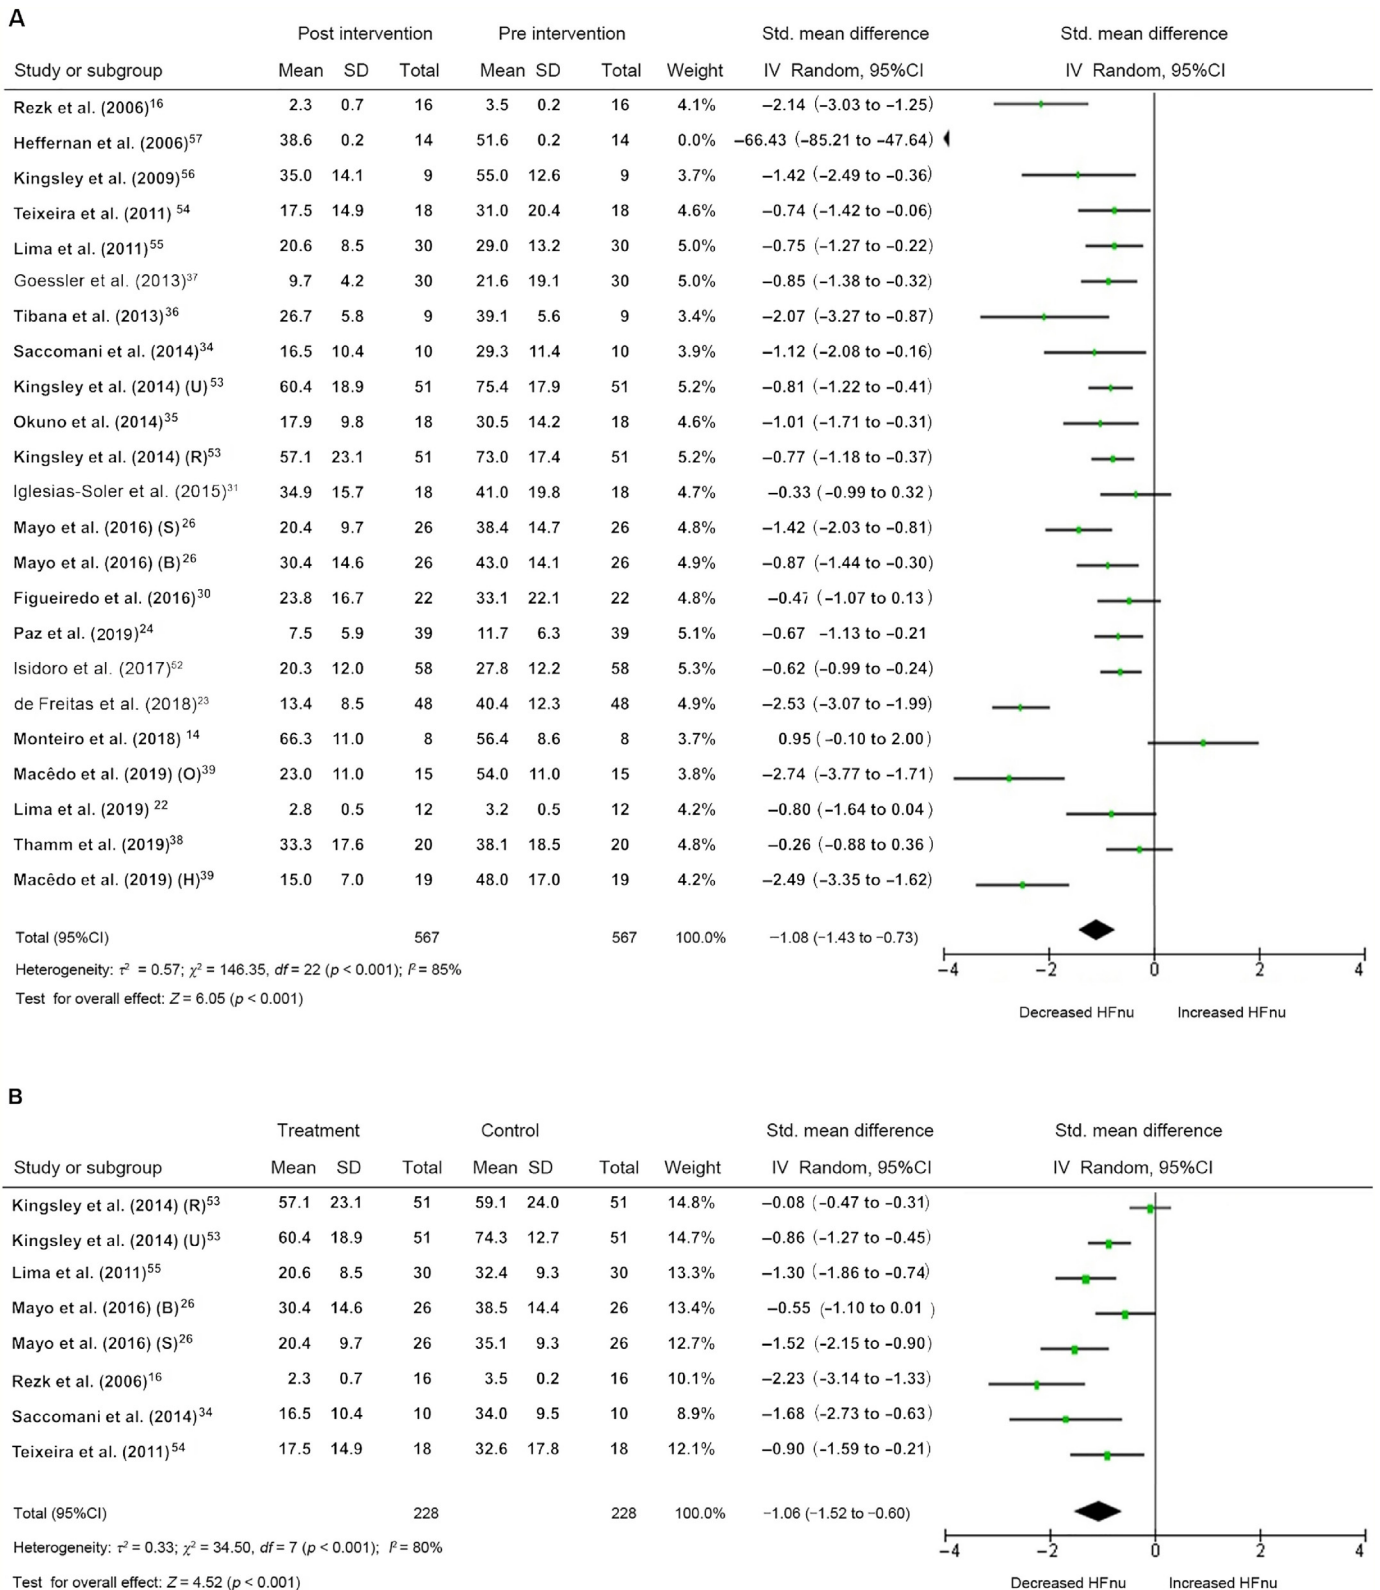 A
Post intervention Pre intervention Std. mean difference Std. mean difference
Study or subgroup Mean SD Total Mean SD Total Weight IV Random, 95%CI IV Random, 95%CI
Rezk et al. (2006)16 2.3 0.7 16 3.5 0.2 16 4.1% −2.14 (−3.03 to −1.25)
Heffernan et al. (2006)57 38.6 0.2 14 51.6 0.2 14 0.0% −66.43 (−85.21 to −47.64)
Kingsley et al. (2009)56 35.0 14.1 9 55.0 12.6 9 3.7% −1.42 (−2.49 to −0.36)
Teixeira et al. (2011) 54 17.5 14.9 18 31.0 20.4 18 4.6% −0.74 (−1.42 to −0.06)
Lima et al. (2011)55 20.6 8.5 30 29.0 13.2 30 5.0% −0.75 (−1.27 to −0.22)
Goessler et al. (2013)37 9.7 4.2 30 21.6 19.1 30 5.0% −0.85 (−1.38 to −0.32)
Tibana et al. (2013)36 26.7 5.8 9 39.1 5.6 9 3.4% −2.07 (−3.27 to −0.87)
Saccomani et al. (2014)34 16.5 10.4 10 29.3 11.4 10 3.9% −1.12 (−2.08 to −0.16)
Kingsley et al. (2014) (U)53 60.4 18.9 51 75.4 17.9 51 5.2% −0.81 (−1.22 to −0.41)
Okuno et al. (2014)35 17.9 9.8 18 30.5 14.2 18 4.6% −1.01 (−1.71 to −0.31)
Kingsley et al. (2014) (R)53 57.1 23.1 51 73.0 17.4 51 5.2% −0.77 (−1.18 to −0.37)
Iglesias-Soler et al. (2015)31 34.9 15.7 18 41.0 19.8 18 4.7% −0.33 (−0.99 to 0.32)
Mayo et al. (2016) (S)26 20.4 9.7 26 38.4 14.7 26 4.8% −1.42 (−2.03 to −0.81)
Mayo et al. (2016) (B)26 30.4 14.6 26 43.0 14.1 26 4.9% −0.87 (−1.44 to −0.30)
Figueiredo et al. (2016)30 23.8 16.7 22 33.1 22.1 22 4.8% −0.47 (−1.07 to 0.13)
Paz et al. (2019)24 7.5 5.9 39 11.7 6.3 39 5.1% −0.67 −1.13 to −0.21
Isidoro et al. (2017)52 20.3 12.0 58 27.8 12.2 58 5.3% −0.62 (−0.99 to −0.24)
de Freitas et al. (2018)23 13.4 8.5 48 40.4 12.3 48 4.9% −2.53 (−3.07 to −1.99)
Monteiro et al. (2018) 14 66.3 11.0 8 56.4 8.6 8 3.7% 0.95 (−0.10 to 2.00)
Macêdo et al. (2019) (O)39 23.0 11.0 15 54.0 11.0 15 3.8% −2.74 (−3.77 to −1.71)
Lima et al. (2019) 22 2.8 0.5 12 3.2 0.5 12 4.2% −0.80 (−1.64 to 0.04)
Thamm et al. (2019)38 33.3 17.6 20 38.1 18.5 20 4.8% −0.26 (−0.88 to 0.36)
Macêdo et al. (2019) (H)39 15.0 7.0 19 48.0 17.0 19 4.2% −2.49 (−3.35 to −1.62)
Total (95%CI) 567 567 100.0% −1.08 (−1.43 to −0.73)
Heterogeneity: τ² = 0.57; χ² = 146.35, df = 22 (p < 0.001); I² = 85%
−4 −2 0 2 4
Test for overall effect: Z = 6.05 (p < 0.001)
Decreased HFnu Increased HFnu
B
Treatment Control Std. mean difference Std. mean difference
Study or subgroup Mean SD Total Mean SD Total Weight IV Random, 95%CI IV Random, 95%CI
Kingsley et al. (2014) (R)53 57.1 23.1 51 59.1 24.0 51 14.8% −0.08 (−0.47 to −0.31)
Kingsley et al. (2014) (U)53 60.4 18.9 51 74.3 12.7 51 14.7% −0.86 (−1.27 to −0.45)
Lima et al. (2011)55 20.6 8.5 30 32.4 9.3 30 13.3% −1.30 (−1.86 to −0.74)
Mayo et al. (2016) (B)26 30.4 14.6 26 38.5 14.4 26 13.4% −0.55 (−1.10 to 0.01 )
Mayo et al. (2016) (S)26 20.4 9.7 26 35.1 9.3 26 12.7% −1.52 (−2.15 to −0.90)
Rezk et al. (2006)16 2.3 0.7 16 3.5 0.2 16 10.1% −2.23 (−3.14 to −1.33)
Saccomani et al. (2014)34 16.5 10.4 10 34.0 9.5 10 8.9% −1.68 (−2.73 to −0.63)
Teixeira et al. (2011)54 17.5 14.9 18 32.6 17.8 18 12.1% −0.90 (−1.59 to −0.21)
Total (95%CI) 228 228 100.0% −1.06 (−1.52 to −0.60)
Heterogeneity: τ² = 0.33; χ² = 34.50, df = 7 (p < 0.001); I² = 80%
−4 −2 0 2 4
Test for overall effect: Z = 4.52 (p < 0.001)
Decreased HFnu Increased HFnu